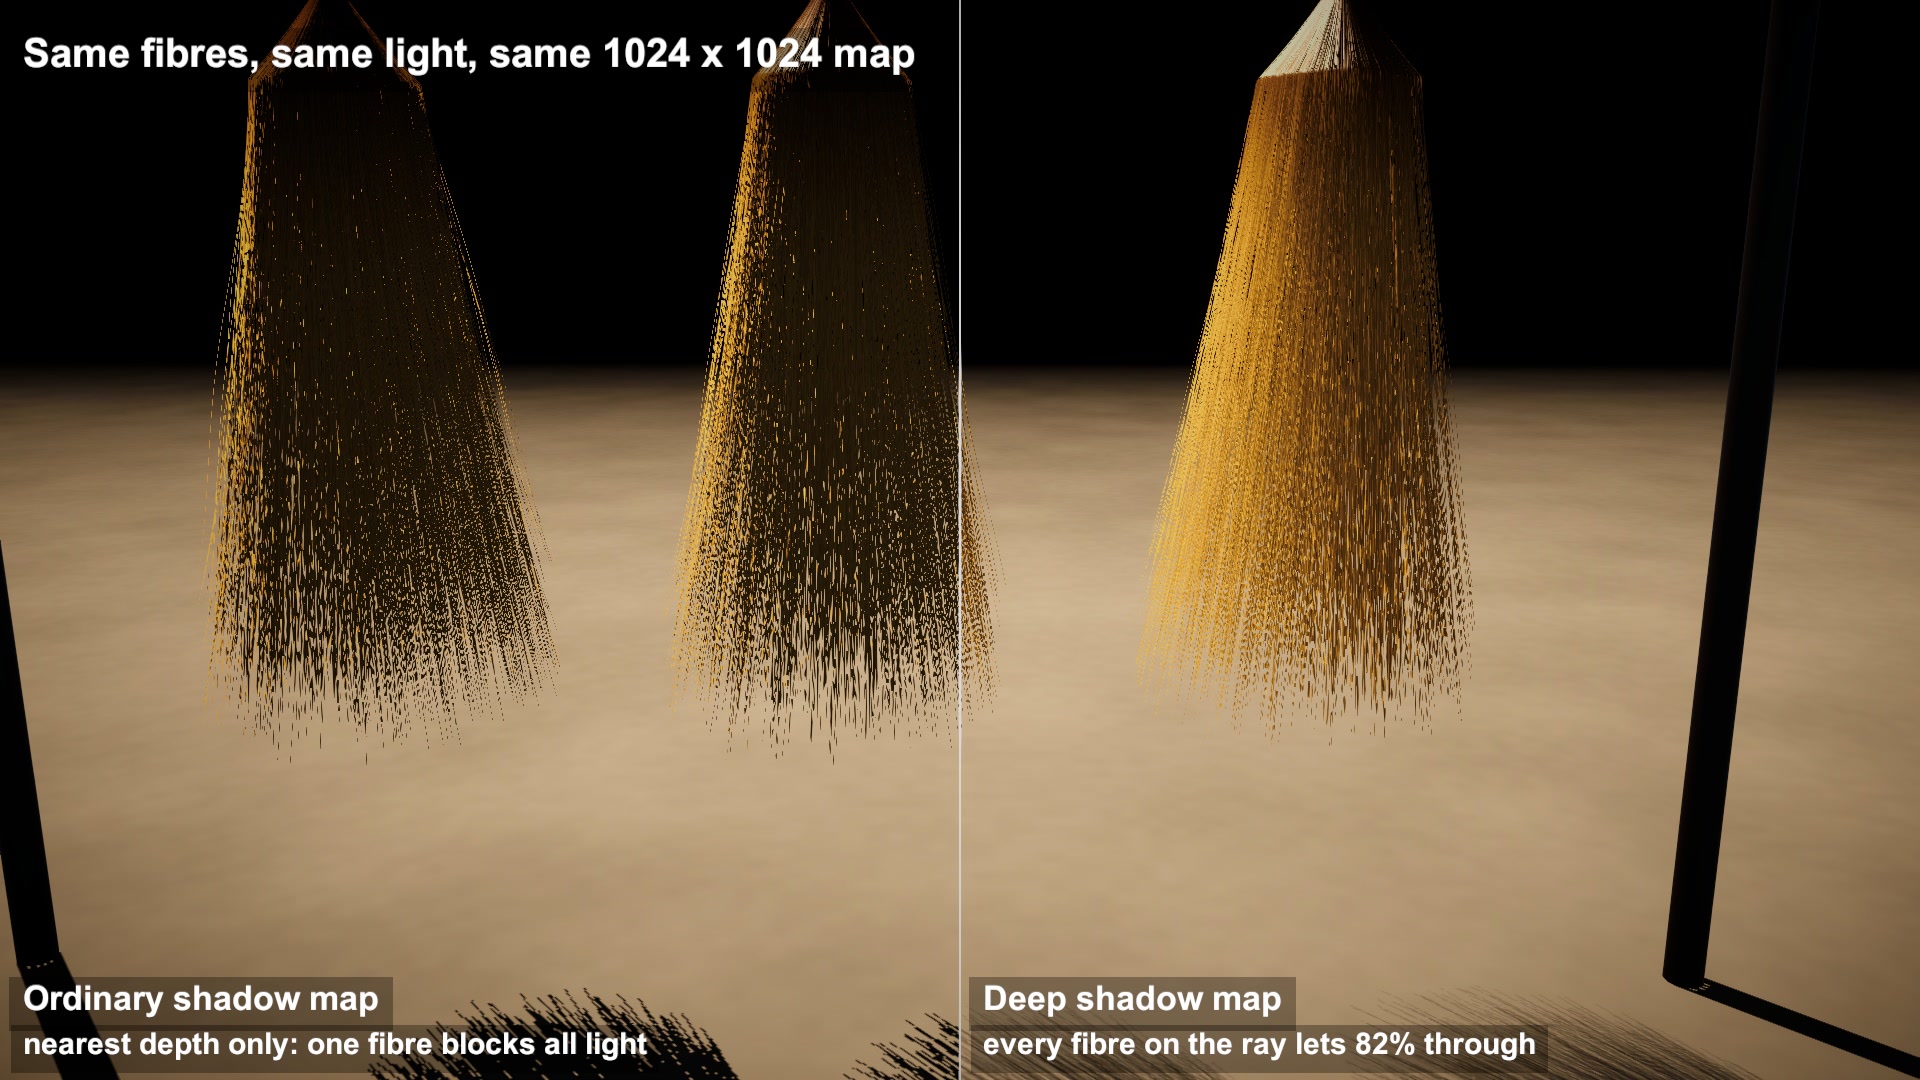 Same fibres, same light, same 1024 x 1024 map
Ordinary shadow map
nearest depth only: one fibre blocks all light
Deep shadow map
every fibre on the ray lets 82% through